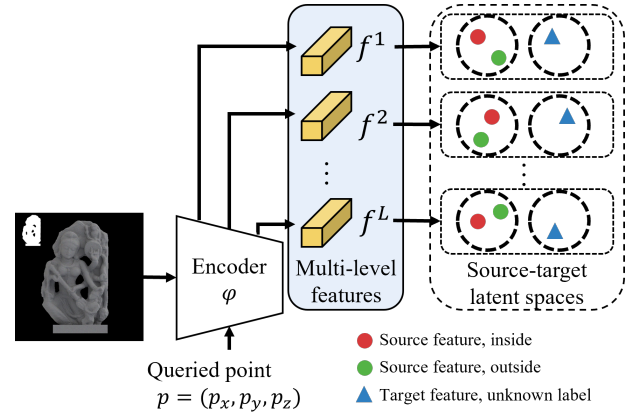 f¹
f²
⋮
⋮
f^L
Encoder
φ
Multi-level
features
Source-target
latent spaces
Queried point
p = (pₓ, p_y, p_z)
Source feature, inside
Source feature, outside
Target feature, unknown label